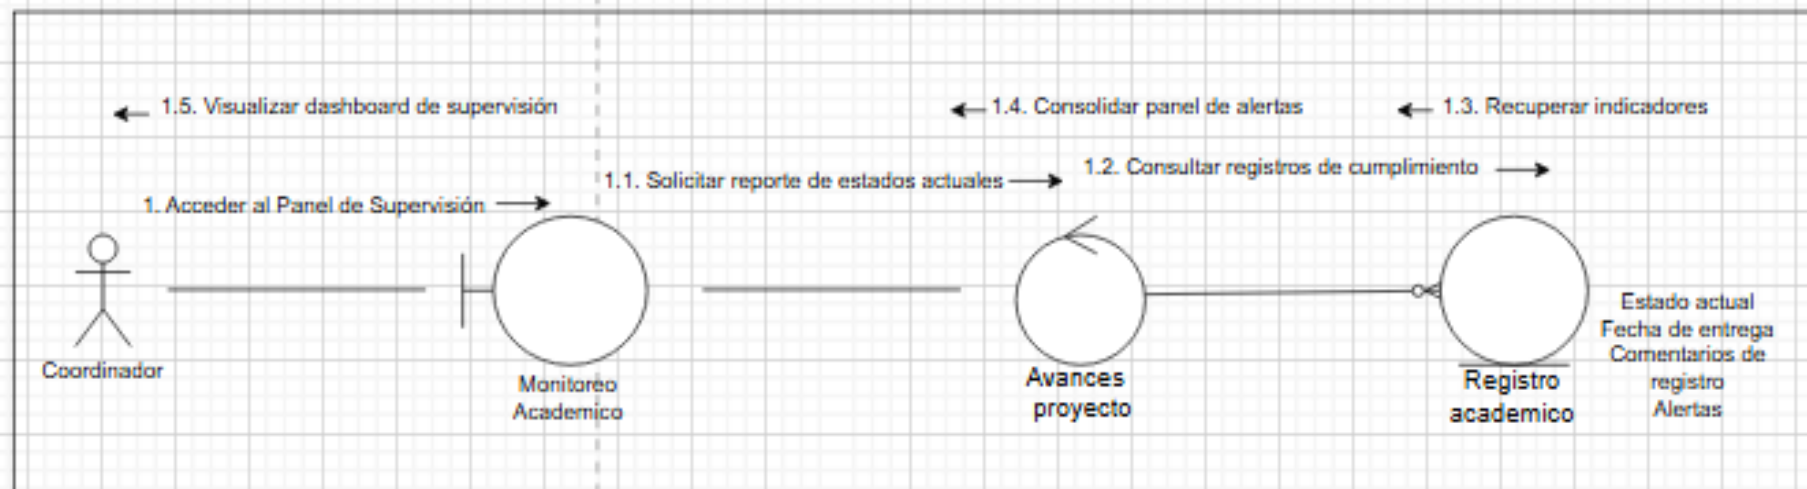 1.5. Visualizar dashboard de supervisión
1.4. Consolidar panel de alertas
1.3. Recuperar indicadores
1.2. Consultar registros de cumplimiento
1.1. Solicitar reporte de estados actuales
1. Acceder al Panel de Supervisión
Coordinador
Monitoreo
Academico
Avances
proyecto
Registro
academico
Estado actual
Fecha de entrega
Comentarios de
registro
Alertas